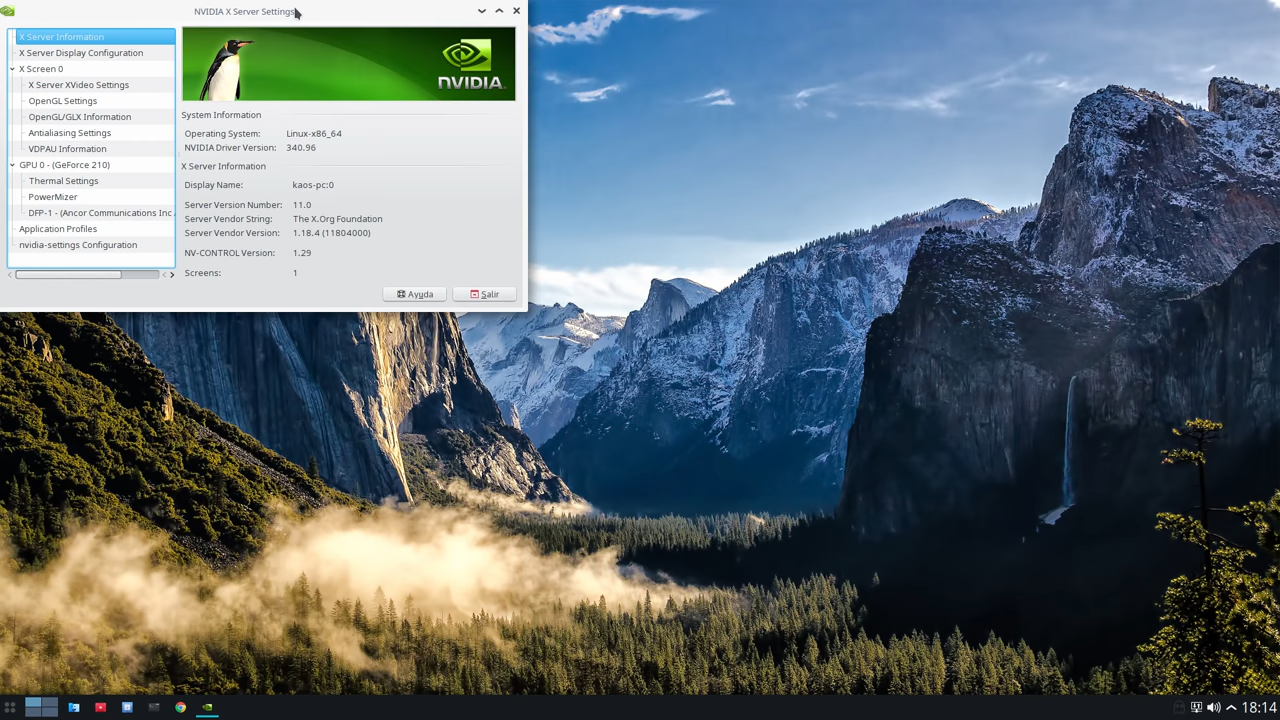 NVIDIA X Server Settings
X Server Information
X Server Display Configuration
X Screen 0
X Server XVideo Settings
OpenGL Settings
OpenGL/GLX Information
Antialiasing Settings
VDPAU Information
GPU 0 - (GeForce 210)
Thermal Settings
PowerMizer
DFP-1 - (Ancor Communications Inc
Application Profiles
nvidia-settings Configuration
NVIDIA.
System Information
Operating System: Linux-x86_64
NVIDIA Driver Version: 340.96
X Server Information
Display Name: kaos-pc:0
Server Version Number: 11.0
Server Vendor String: The X.Org Foundation
Server Vendor Version: 1.18.4 (11804000)
NV-CONTROL Version: 1.29
Screens: 1
Ayuda Salir
18:14